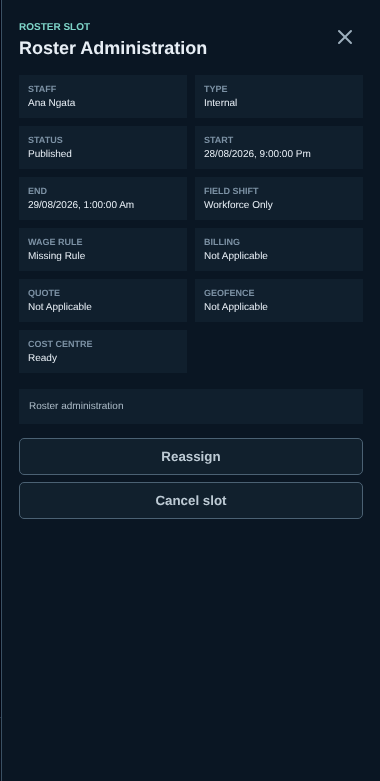 ROSTER SLOT
Roster Administration
STAFF
Ana Ngata
TYPE
Internal
STATUS
Published
START
28/08/2026, 9:00:00 Pm
END
29/08/2026, 1:00:00 Am
FIELD SHIFT
Workforce Only
WAGE RULE
Missing Rule
BILLING
Not Applicable
QUOTE
Not Applicable
GEOFENCE
Not Applicable
COST CENTRE
Ready
Roster administration
Reassign
Cancel slot